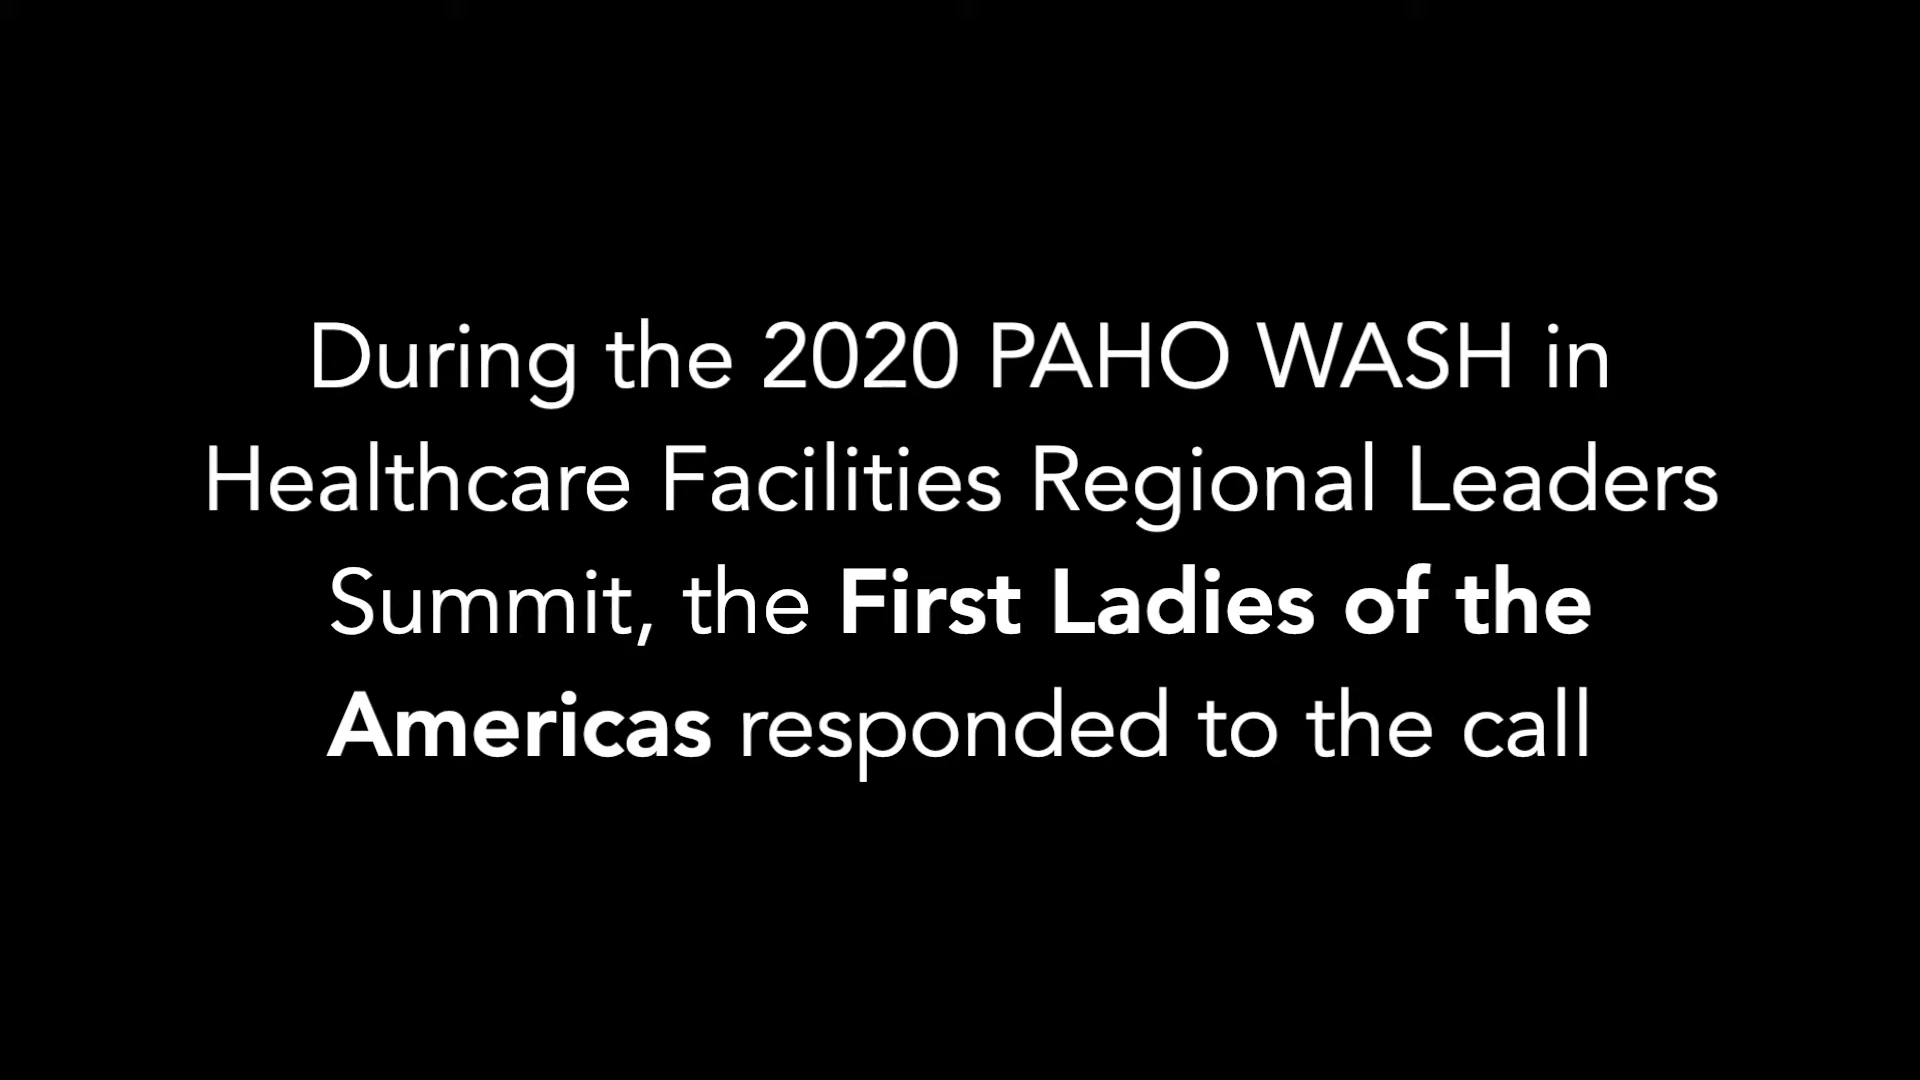 During the 2020 PAHO WASH in
Healthcare Facilities Regional Leaders
Summit, the First Ladies of the
Americas responded to the call